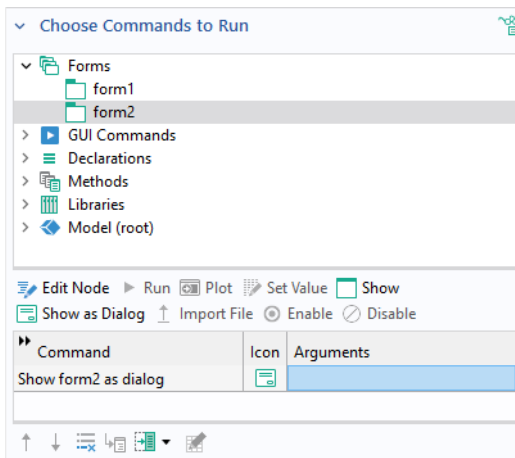 Choose Commands to Run
Forms
form1
form2
GUI Commands
Declarations
Methods
Libraries
Model (root)
Edit Node Run Plot Set Value Show
Show as Dialog Import File Enable Disable
Command Icon Arguments
Show form2 as dialog